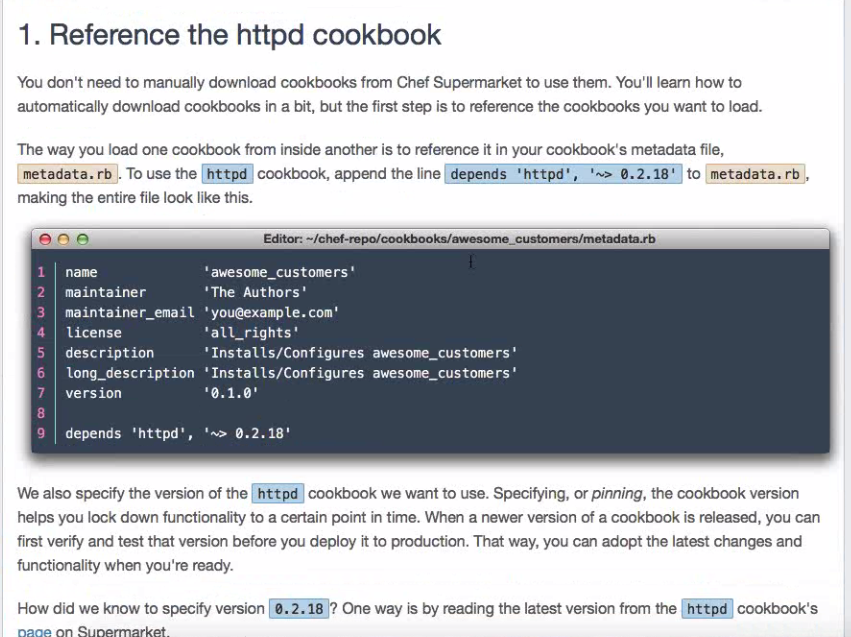 1. Reference the httpd cookbook
You don't need to manually download cookbooks from Chef Supermarket to use them. You'll learn how to
automatically download cookbooks in a bit, but the first step is to reference the cookbooks you want to load.
The way you load one cookbook from inside another is to reference it in your cookbook's metadata file,
metadata.rb. To use the httpd cookbook, append the line depends 'httpd', '~> 0.2.18' to metadata.rb,
making the entire file look like this.
Editor: ~/chef-repo/cookbooks/awesome_customers/metadata.rb
1 name 'awesome_customers'
2 maintainer 'The Authors'
3 maintainer_email 'you@example.com'
4 license 'all_rights'
5 description 'Installs/Configures awesome_customers'
6 long_description 'Installs/Configures awesome_customers'
7 version '0.1.0'
8
9 depends 'httpd', '~> 0.2.18'
We also specify the version of the httpd cookbook we want to use. Specifying, or pinning, the cookbook version
helps you lock down functionality to a certain point in time. When a newer version of a cookbook is released, you can
first verify and test that version before you deploy it to production. That way, you can adopt the latest changes and
functionality when you're ready.
How did we know to specify version 0.2.18? One way is by reading the latest version from the httpd cookbook's
page on Supermarket.